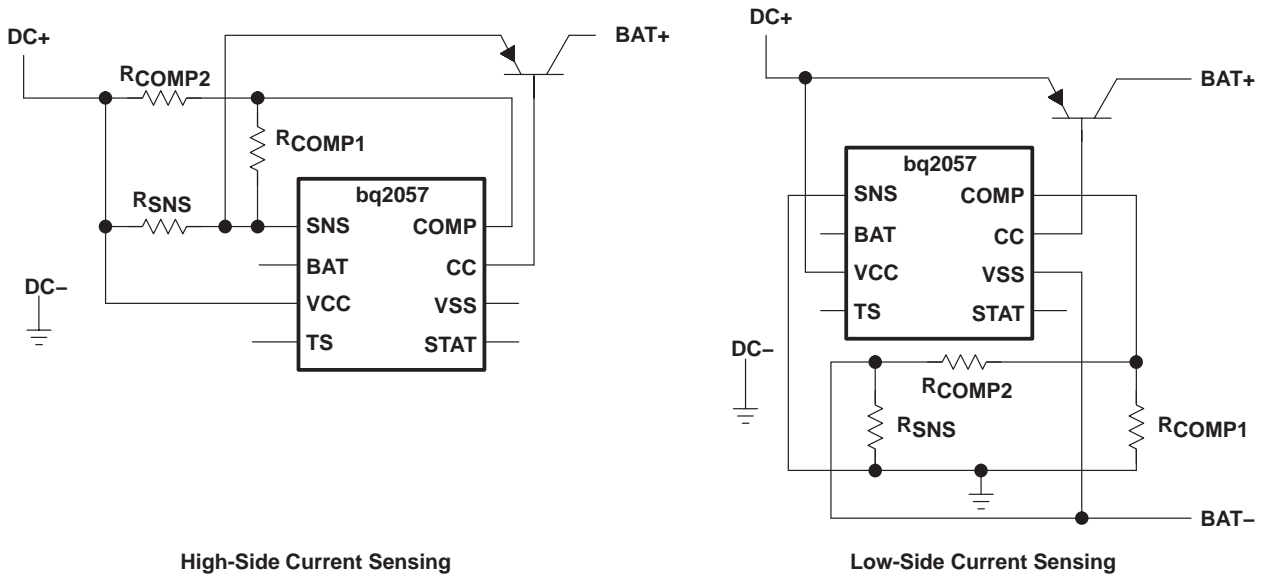 DC+
RCOMP2
RCOMP1
RSNS
bq2057
SNS
COMP
BAT
CC
VCC
VSS
TS
STAT
DC–
BAT+
High-Side Current Sensing
DC+
BAT+
bq2057
SNS
COMP
BAT
CC
VCC
VSS
TS
STAT
DC–
RCOMP2
RSNS
RCOMP1
BAT–
Low-Side Current Sensing